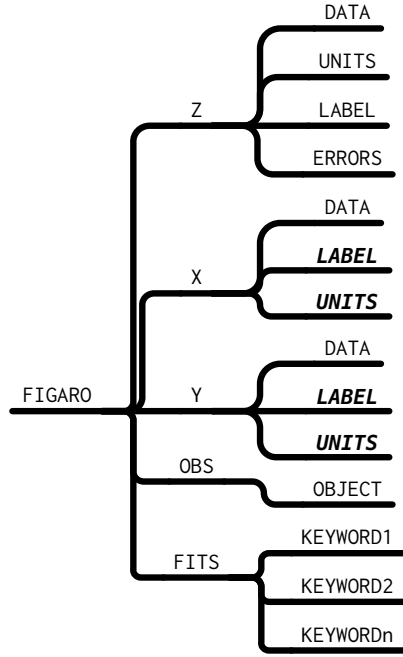 DATA
UNITS
Z
LABEL
ERRORS
DATA
LABEL
X
UNITS
DATA
FIGARO
Y
LABEL
UNITS
OBS
OBJECT
KEYWORD1
FITS
KEYWORD2
KEYWORDn